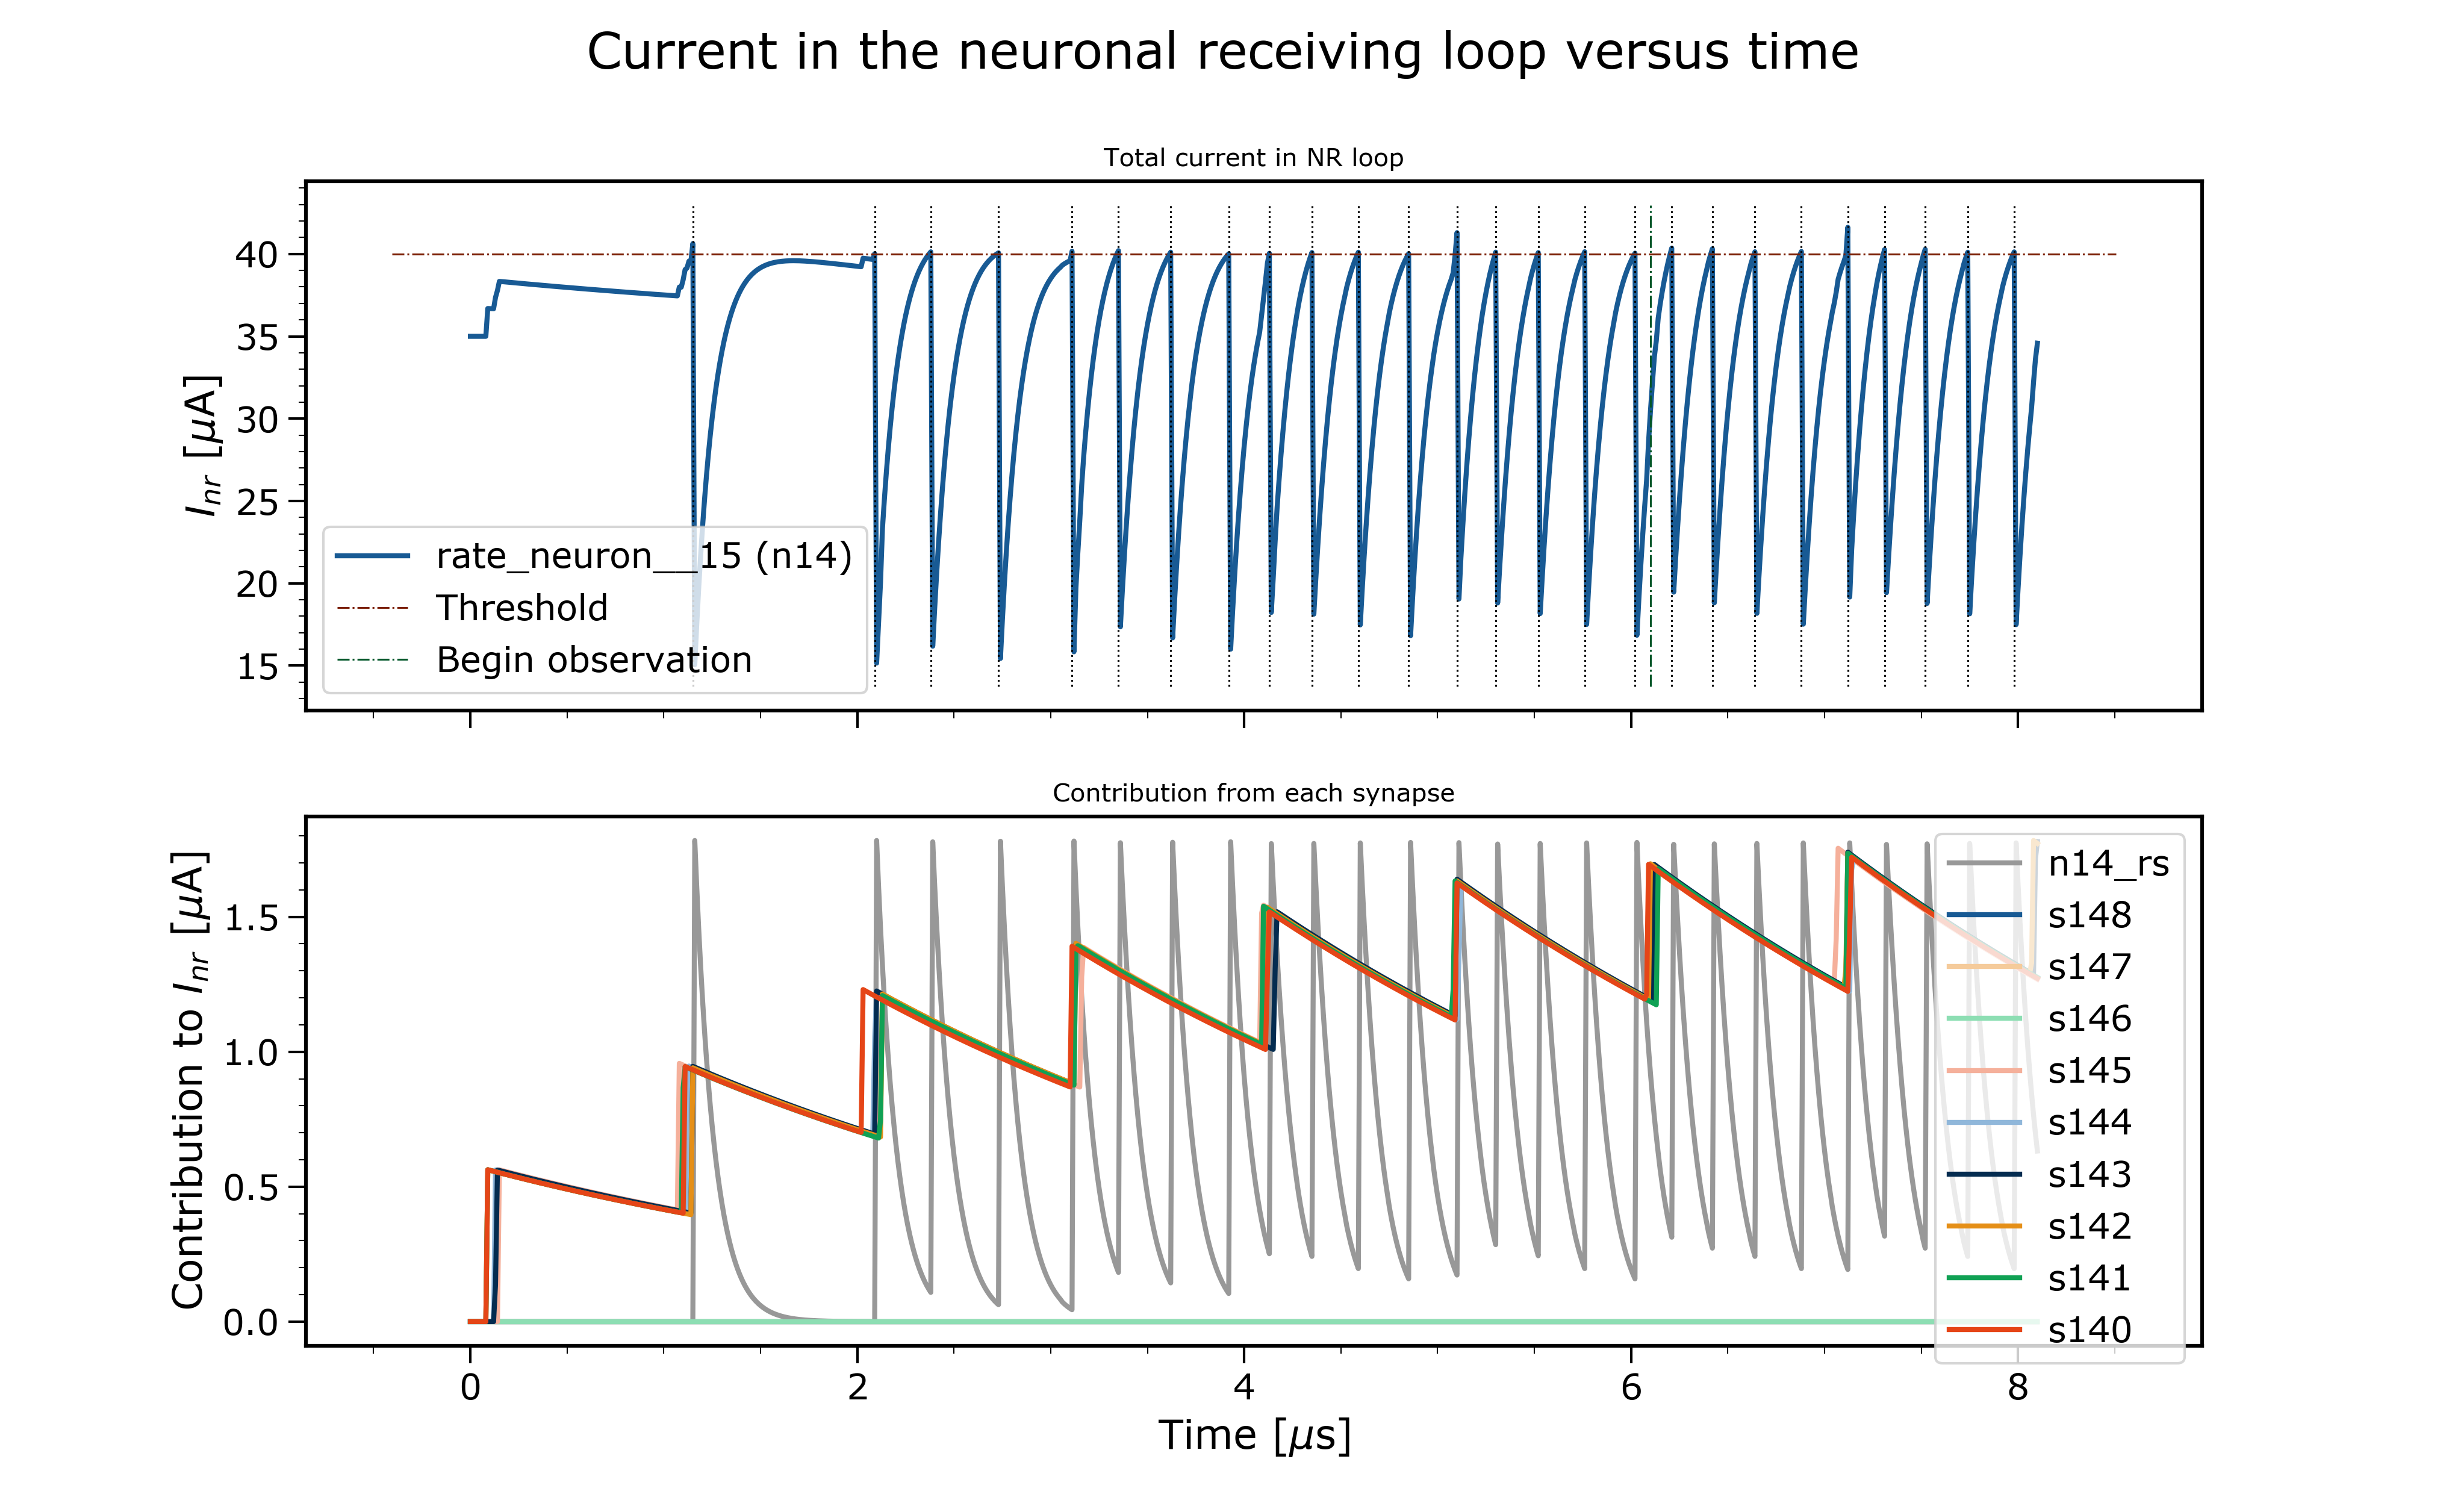 Current in the neuronal receiving loop versus time
Total current in NR loop
40
35
30
25
20
15
I_nr [μA]
rate_neuron__15 (n14)
Threshold
Begin observation
Contribution from each synapse
1.5
1.0
0.5
0.0
Contribution to I_nr [μA]
n14_rs
s148
s147
s146
s145
s144
s143
s142
s141
s140
0 2 4 6 8
Time [μs]